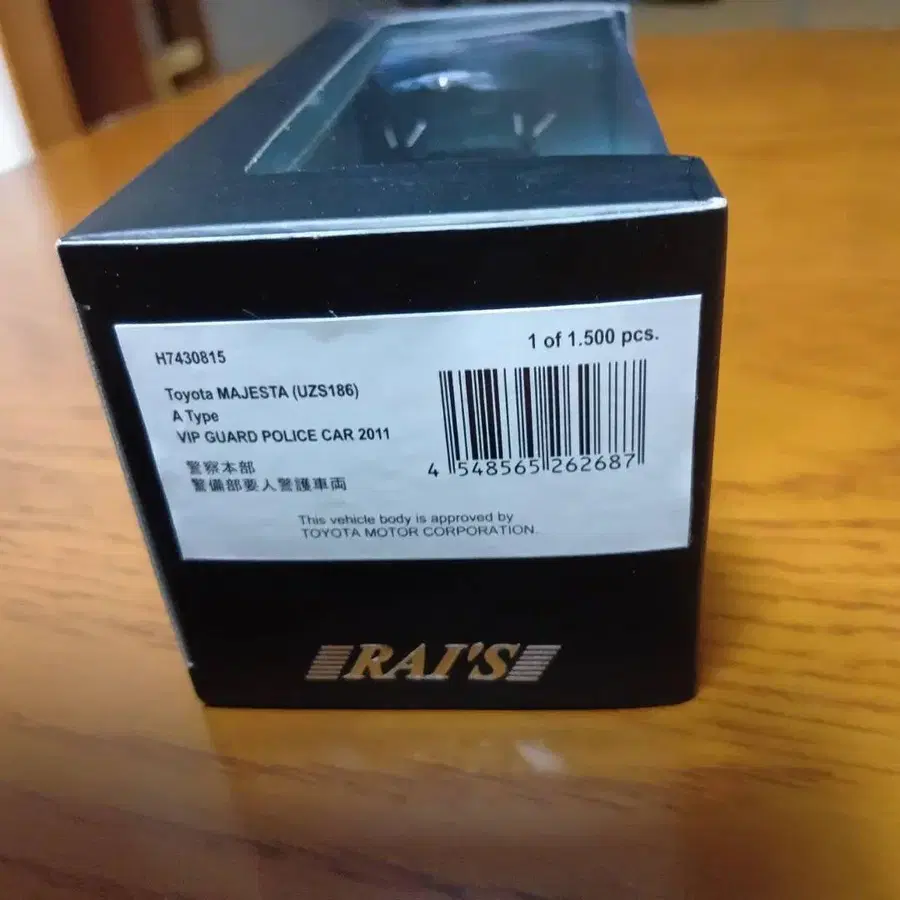 H7430815
1 of 1.500 pcs.
Toyota MAJESTA (UZS186)
A Type
VIP GUARD POLICE CAR 2011
警察本部
警備部要人警護車両
4 548565 262687
This vehicle body is approved by
TOYOTA MOTOR CORPORATION.
RAI'S